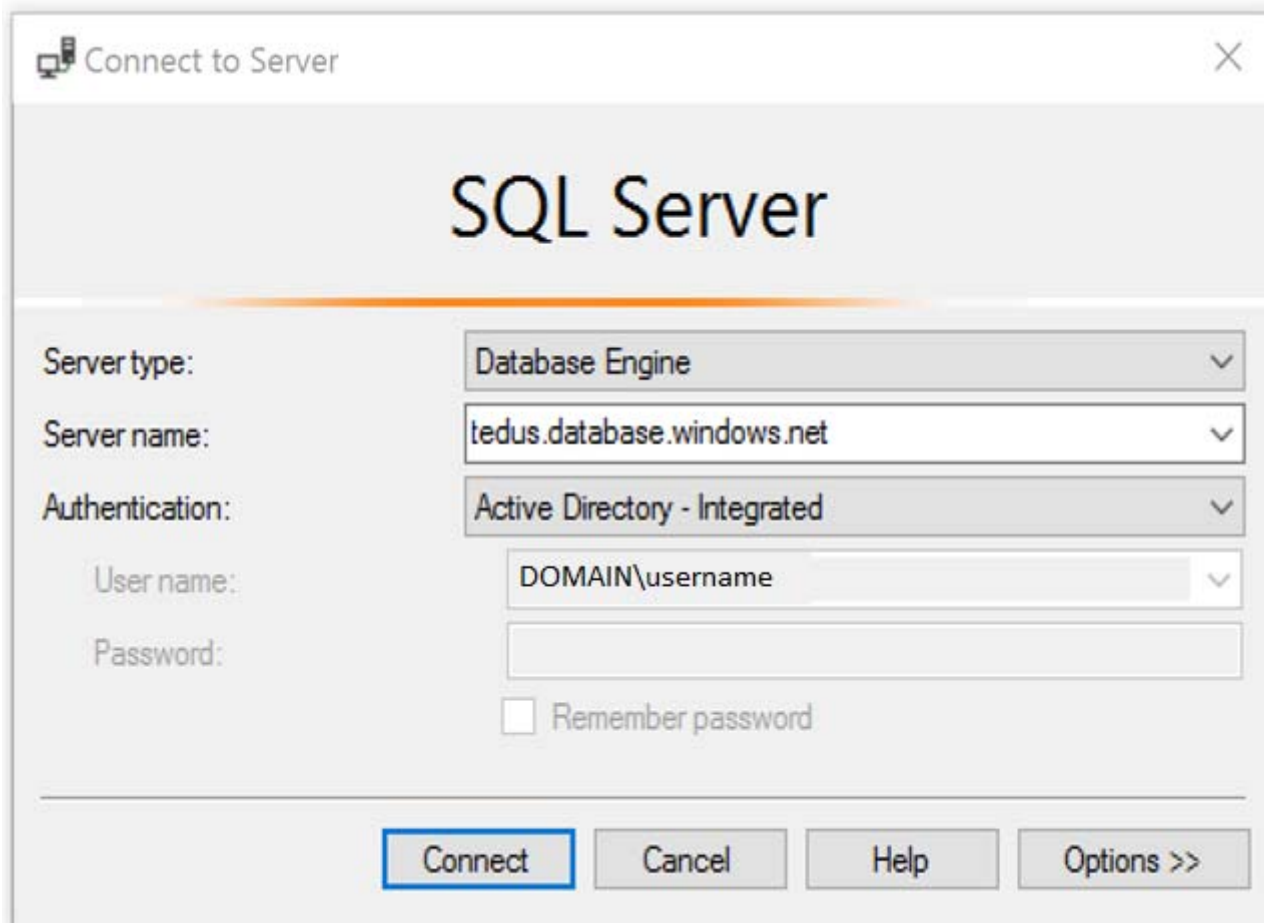 Connect to Server
SQL Server
Server type: Database Engine
Server name: tedus.database.windows.net
Authentication: Active Directory - Integrated
User name: DOMAIN\username
Password:
Remember password
Connect Cancel Help Options >>